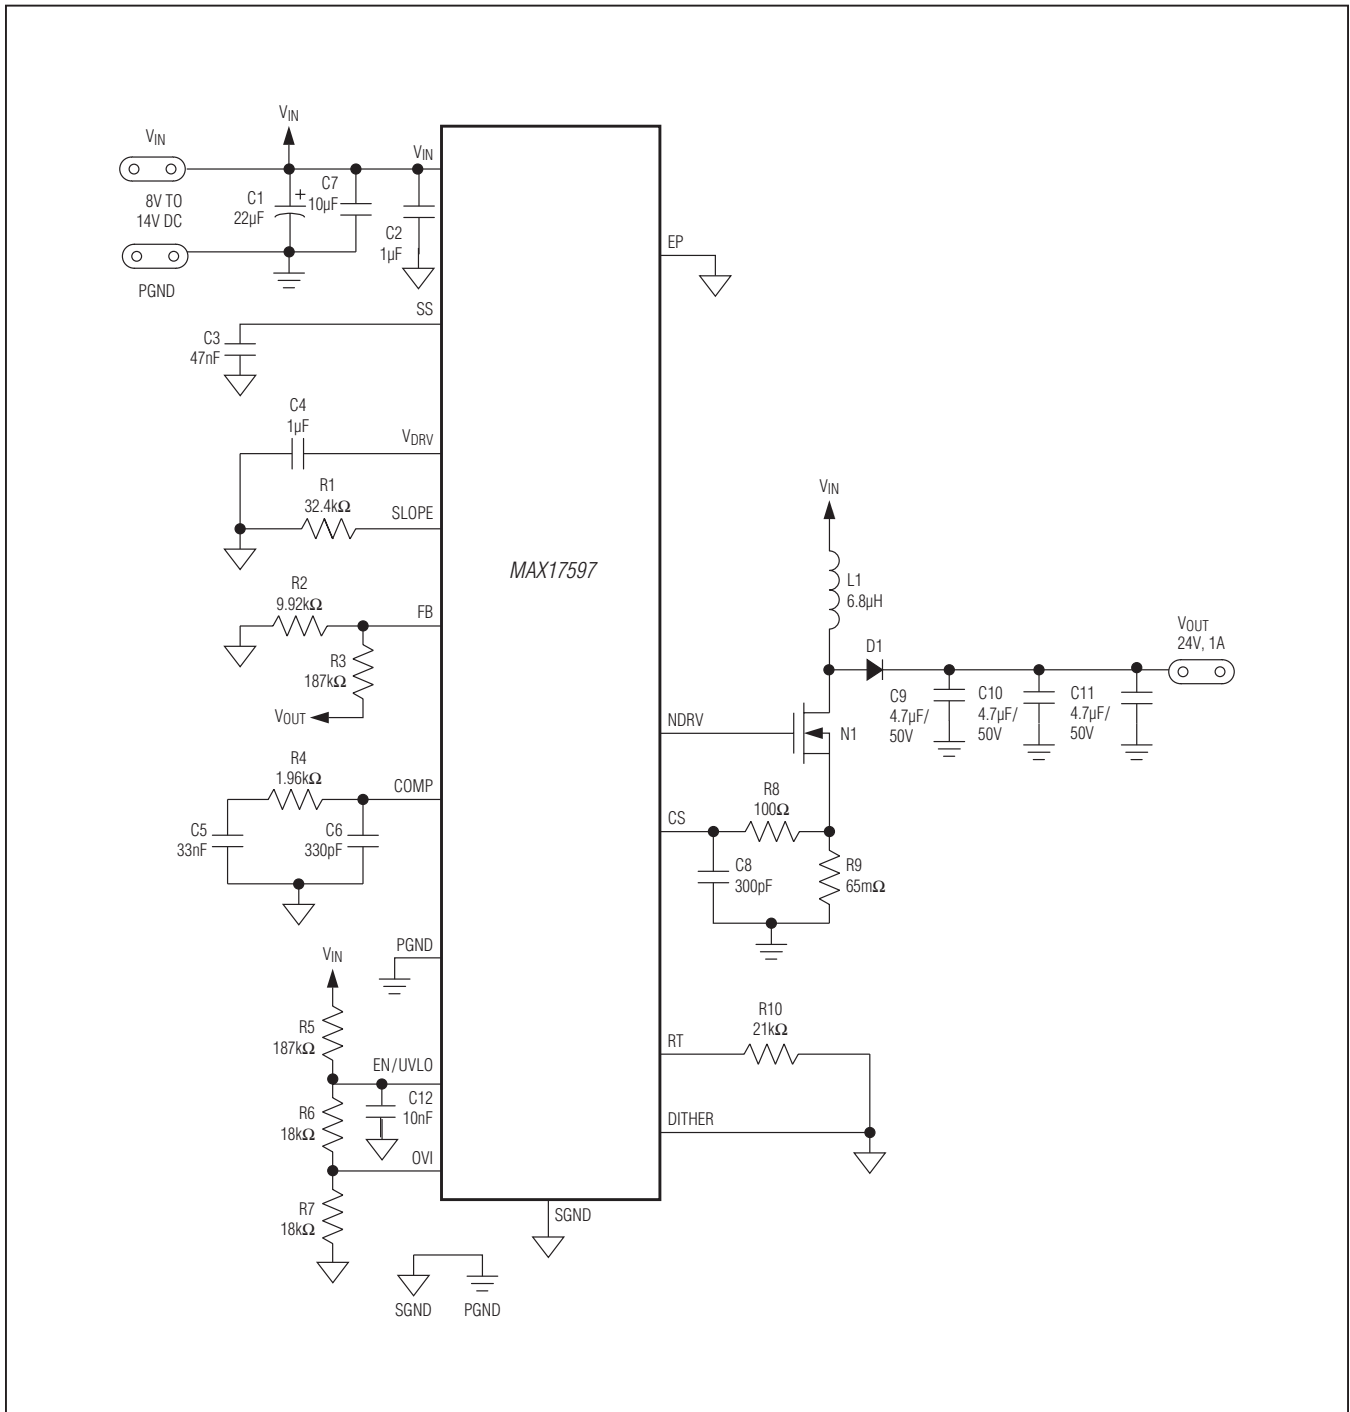 VIN
VIN
8V TO
14V DC
PGND
C1
22µF
+
C7
10µF
C2
1µF
VIN
EP
SS
C3
47nF
C4
1µF
VDRV
R1
32.4kΩ
SLOPE
MAX17597
R2
9.92kΩ
FB
R3
187kΩ
VOUT
R4
1.96kΩ
COMP
C5
33nF
C6
330pF
PGND
VIN
R5
187kΩ
EN/UVLO
C12
10nF
R6
18kΩ
OVI
R7
18kΩ
SGND
SGND
PGND
VIN
L1
6.8µH
D1
VOUT
24V, 1A
C9
4.7µF/
50V
C10
4.7µF/
50V
C11
4.7µF/
50V
NDRV
N1
R8
100Ω
CS
C8
300pF
R9
65mΩ
R10
21kΩ
RT
DITHER